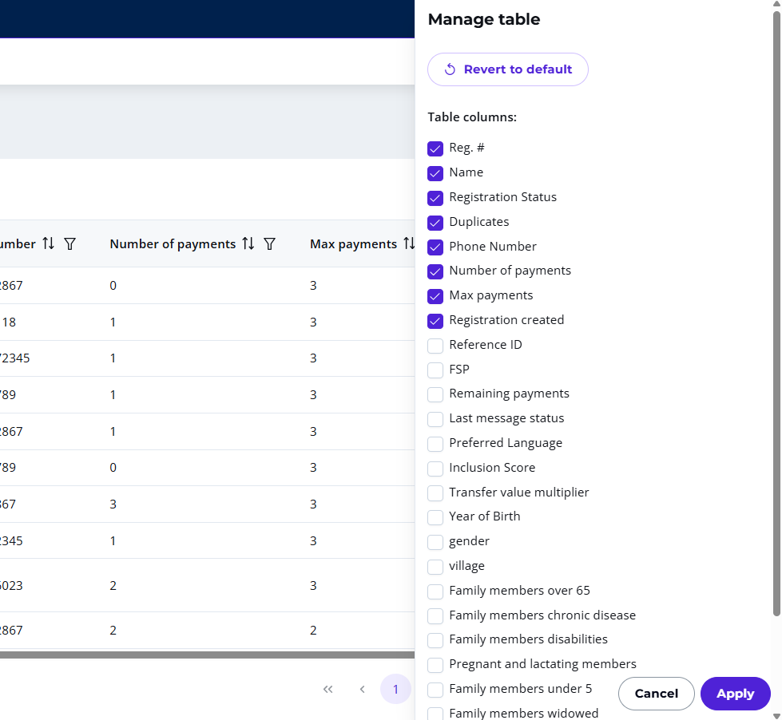 Manage table
Revert to default
Table columns:
Reg. #
Name
Registration Status
Duplicates
Phone Number
Number of payments
Max payments
Registration created
Reference ID
FSP
Remaining payments
Last message status
Preferred Language
Inclusion Score
Transfer value multiplier
Year of Birth
gender
village
Family members over 65
Family members chronic disease
Family members disabilities
Pregnant and lactating members
Family members under 5
Family members widowed
Cancel Apply
Number of payments Max payments
2867 0 3
18 1 3
2345 1 3
789 1 3
2867 1 3
789 0 3
867 3 3
2345 1 3
023 2 3
2867 2 2
1